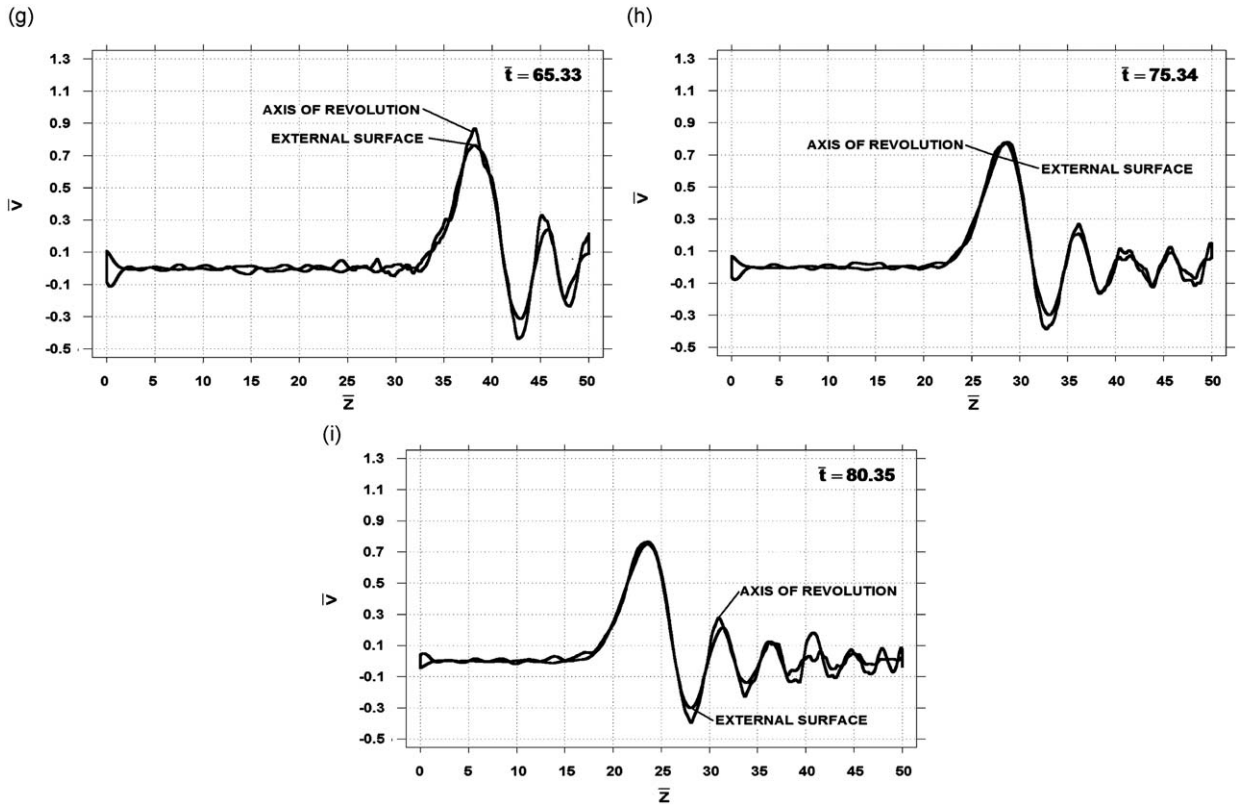 (g)
t̄ = 65.33
1.3
1.1
0.9
0.7
0.5
0.3
0.1
-0.1
-0.3
-0.5
v̄
AXIS OF REVOLUTION
EXTERNAL SURFACE
0 5 10 15 20 25 30 35 40 45 50
z̄
(h)
t̄ = 75.34
1.3
1.1
0.9
0.7
0.5
0.3
0.1
-0.1
-0.3
-0.5
v̄
AXIS OF REVOLUTION
EXTERNAL SURFACE
0 5 10 15 20 25 30 35 40 45 50
z̄
(i)
t̄ = 80.35
1.3
1.1
0.9
0.7
0.5
0.3
0.1
-0.1
-0.3
-0.5
v̄
AXIS OF REVOLUTION
EXTERNAL SURFACE
0 5 10 15 20 25 30 35 40 45 50
z̄